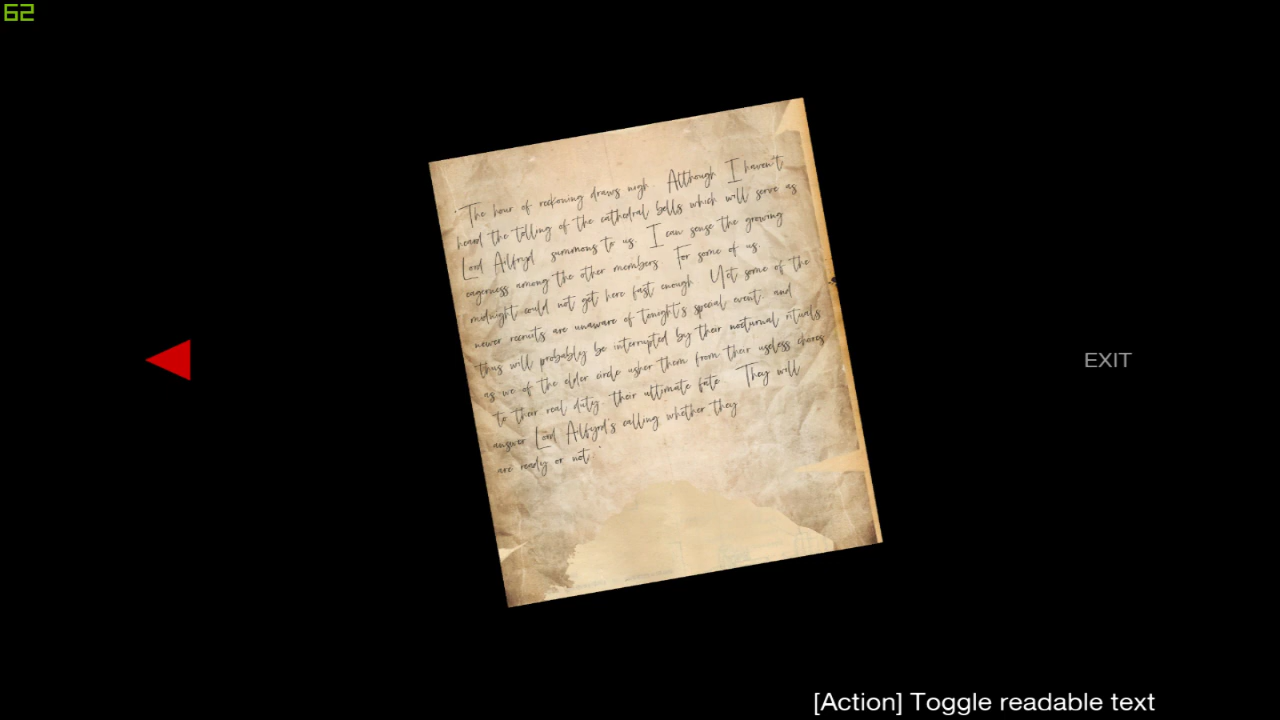 62
"The hour of reckoning draws nigh. Although I haven't
heard the tolling of the cathedral bells which will serve as
Lord Ailfryd summons to us, I can sense the growing
eagerness among the other members. For some of us,
midnight could not get here fast enough. Yet some of the
newer recruits are unaware of tonight's special event, and
thus will probably be interrupted by their nocturnal rituals
as we of the elder circle usher them from their useless chores
to their real duty, their ultimate fate. They will
answer Lord Ailfyrd's calling whether they
are ready or not."
EXIT
[Action] Toggle readable text